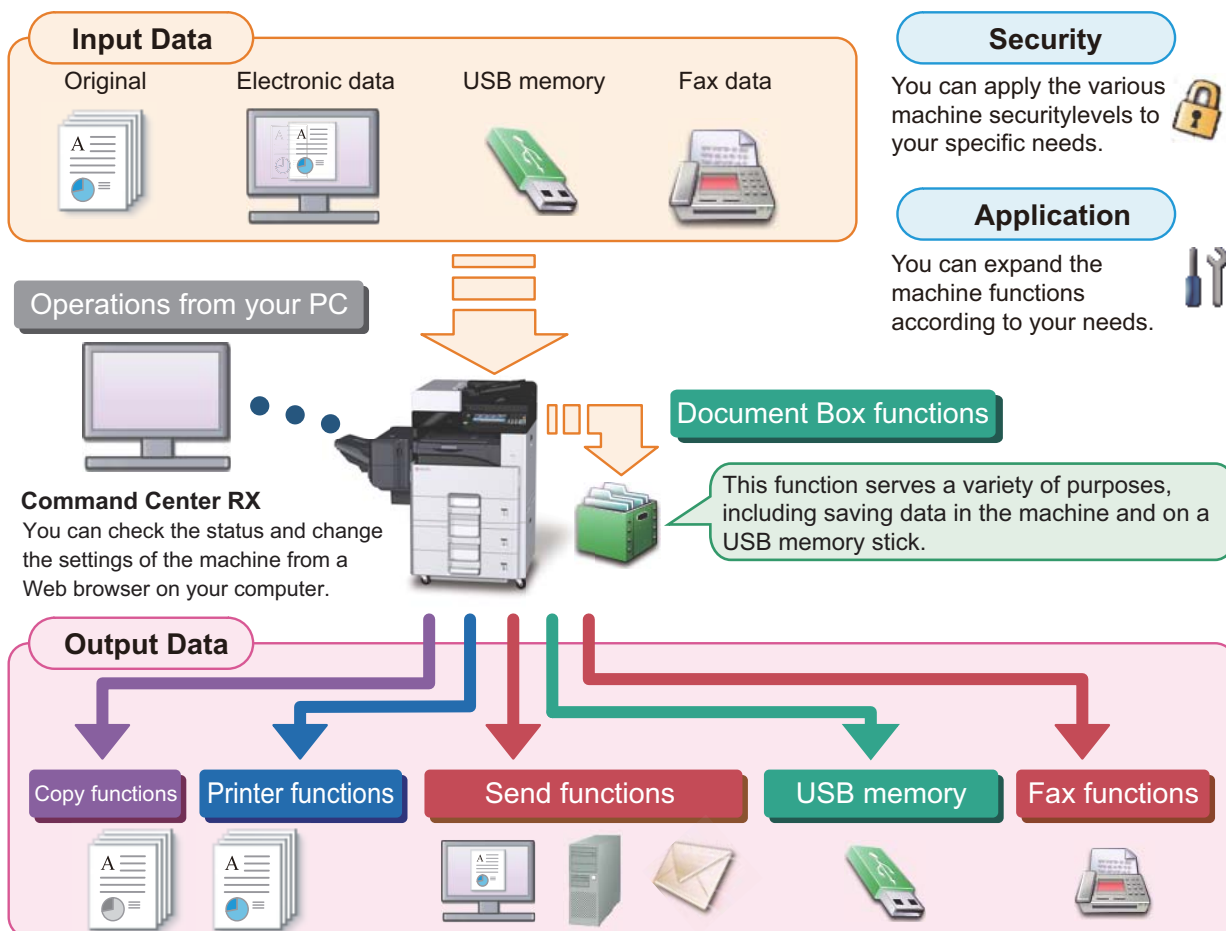 Input Data
Original
Electronic data
USB memory
Fax data
Security
You can apply the various
machine securitylevels to
your specific needs.
Application
You can expand the
machine functions
according to your needs.
Operations from your PC
Command Center RX
You can check the status and change
the settings of the machine from a
Web browser on your computer.
Document Box functions
This function serves a variety of purposes,
including saving data in the machine and on a
USB memory stick.
Output Data
Copy functions
Printer functions
Send functions
USB memory
Fax functions